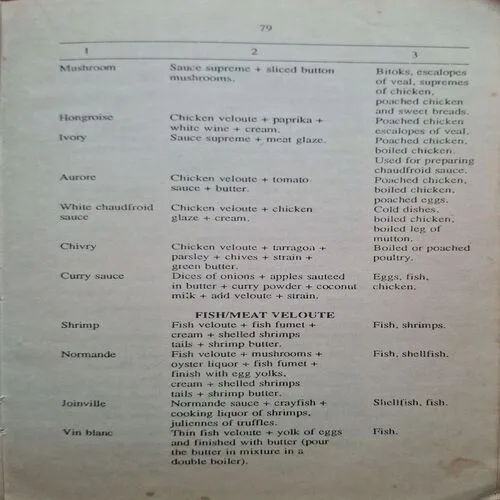 79
1 2 3
Mushroom Sauce supreme + sliced button Bitoks, escalopes
mushrooms. of veal, supremes
of chicken,
poached chicken
and sweet breads.
Hongroise Chicken veloute + paprika + Poached chicken
white wine + cream. escalopes of veal.
Ivory Sauce supreme + meat glaze. Poached chicken,
boiled chicken.
Used for preparing
chaudfroid sauce.
Aurore Chicken veloute + tomato Poached chicken,
sauce + butter. boiled chicken,
poached eggs.
White chaudfroid Chicken veloute + chicken Cold dishes,
sauce glaze + cream. boiled chicken,
boiled leg of
mutton.
Chivry Chicken veloute + tarragon + Boiled or poached
parsley + chives + strain + poultry.
green butter.
Curry sauce Dices of onions + apples sauteed Eggs, fish,
in butter + curry powder + coconut chicken.
milk + add veloute + strain.
FISH/MEAT VELOUTE
Shrimp Fish veloute + fish fumet + Fish, shrimps.
cream + shelled shrimps
tails + shrimp butter.
Normande Fish veloute + mushrooms + Fish, shellfish.
oyster liquor + fish fumet +
finish with egg yolks,
cream + shelled shrimps
tails + shrimp butter.
Joinville Normande sauce + crayfish + Shellfish, fish.
cooking liquor of shrimps,
juliennes of truffles.
Vin blanc Thin fish veloute + yolk of eggs Fish.
and finished with butter (pour
the butter in mixture in a
double boiler).